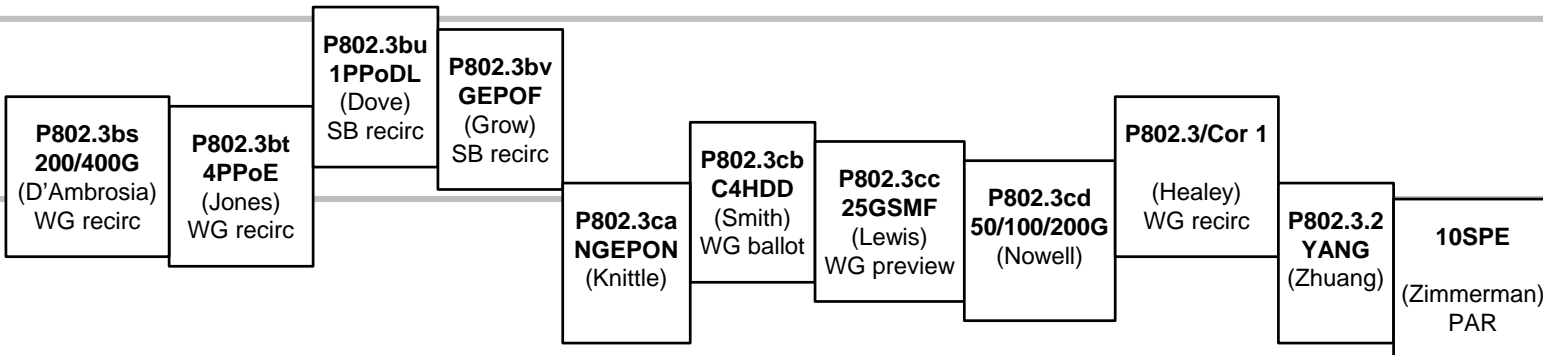 P802.3bs
200/400G
(D’Ambrosia)
WG recirc
P802.3bt
4PPoE
(Jones)
WG recirc
P802.3bu
1PPoDL
(Dove)
SB recirc
P802.3bv
GEPOF
(Grow)
SB recirc
P802.3ca
NGEPON
(Knittle)
P802.3cb
C4HDD
(Smith)
WG ballot
P802.3cc
25GSMF
(Lewis)
WG preview
P802.3cd
50/100/200G
(Nowell)
P802.3/Cor 1
(Healey)
WG recirc
P802.3.2
YANG
(Zhuang)
10SPE
(Zimmerman)
PAR